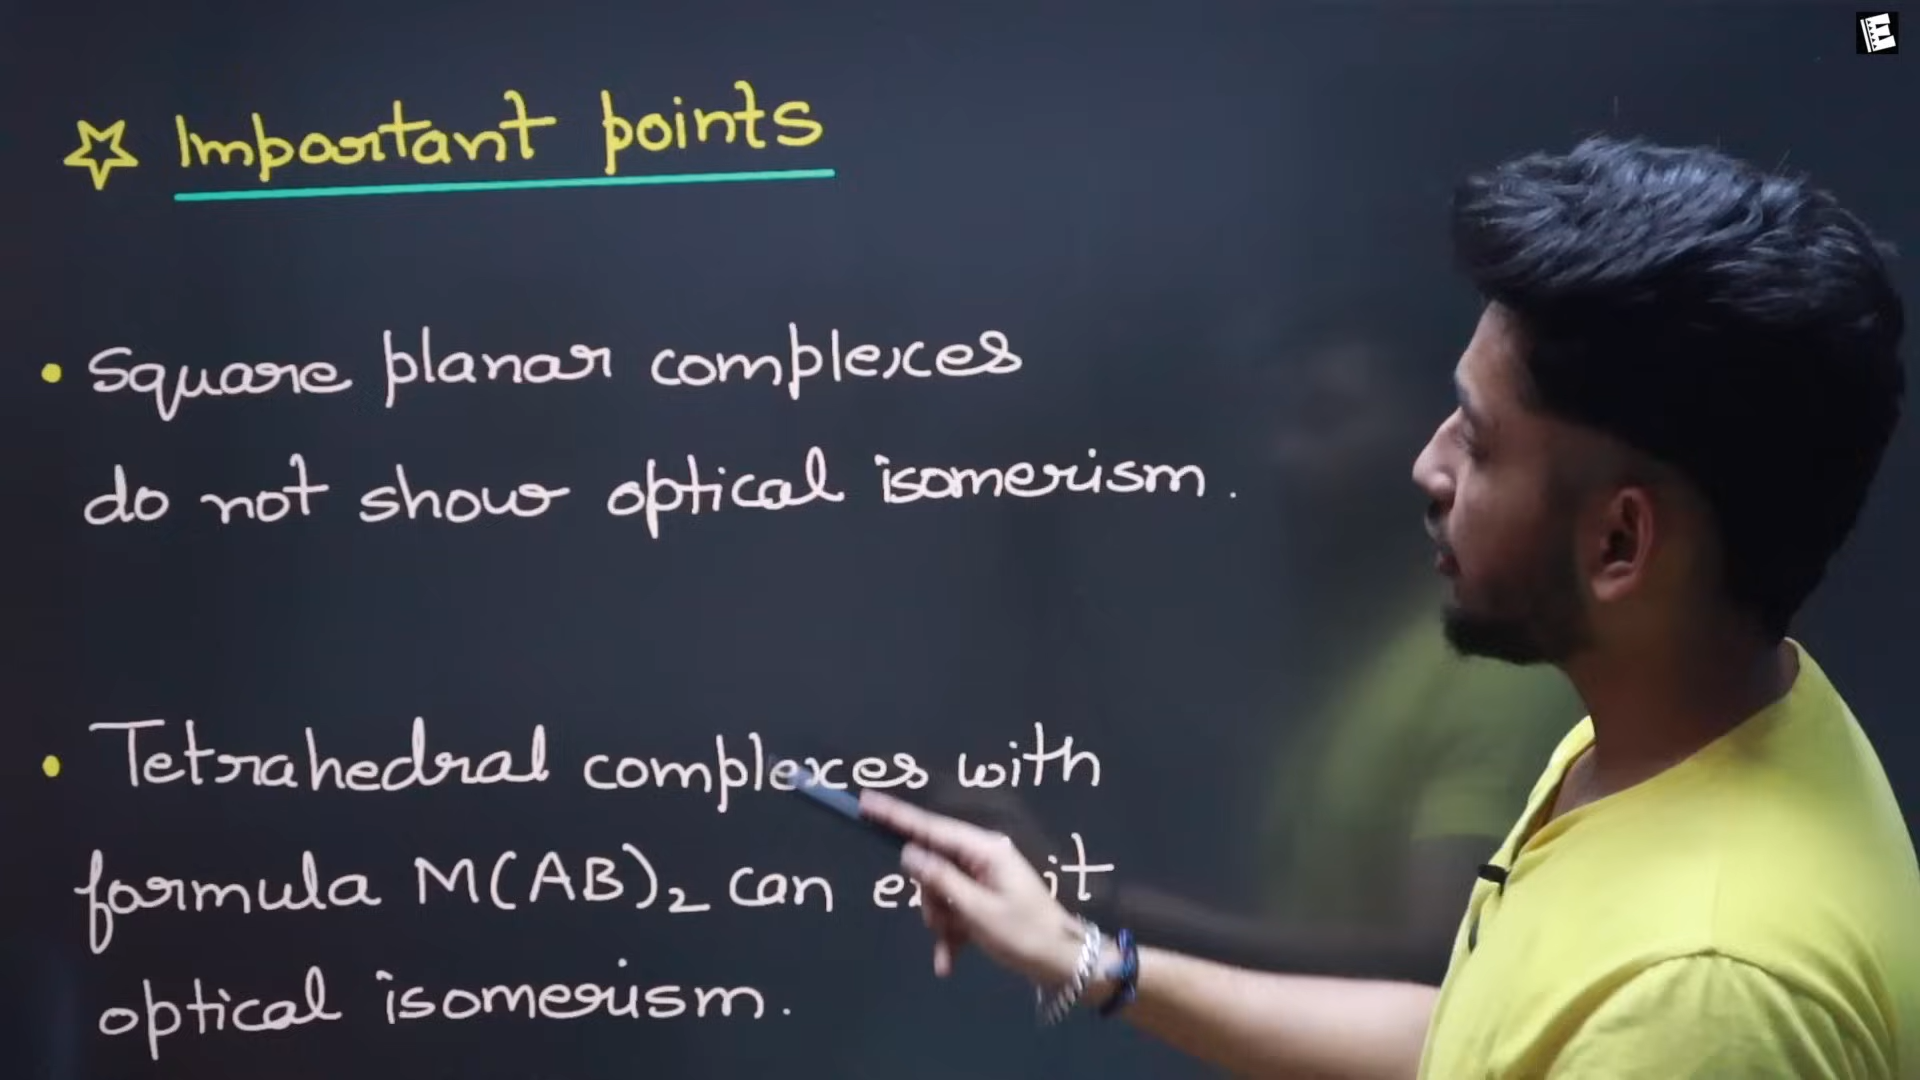 Important points
Square planar complexes
do not show optical isomerism.
Tetrahedral complexes with
formula M(AB)₂ can
optical isomerism.